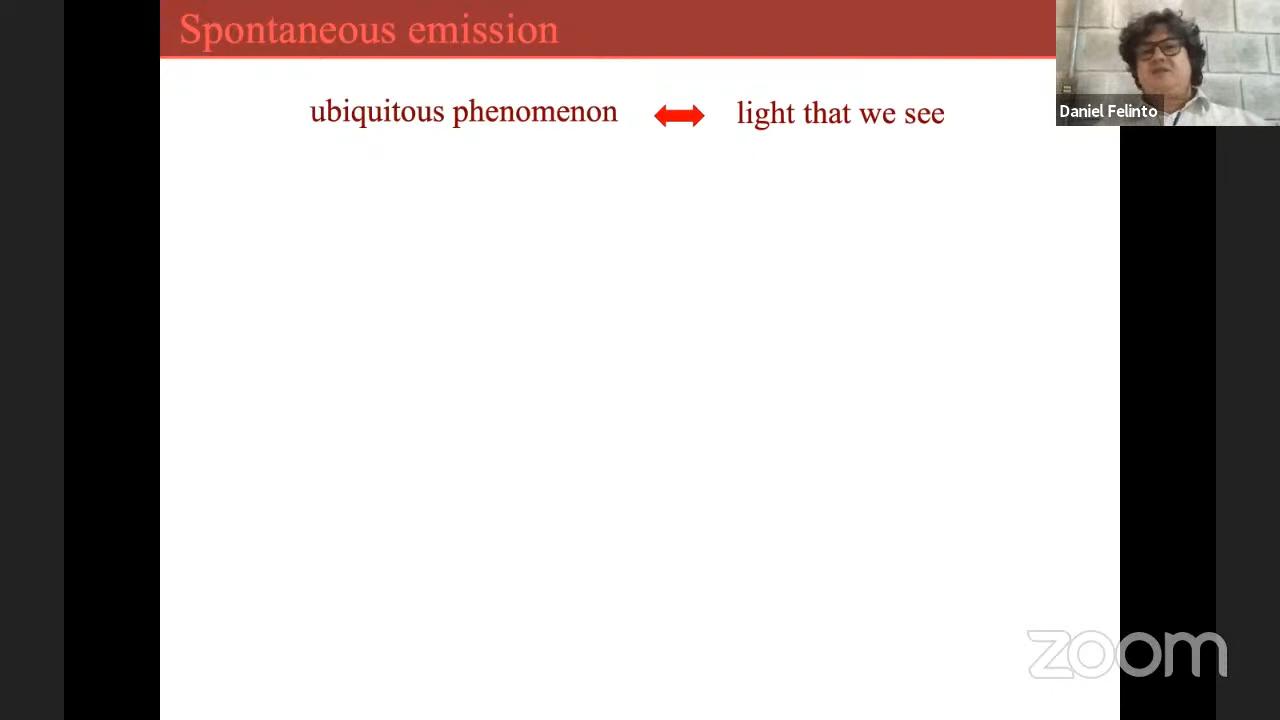 Spontaneous emission
ubiquitous phenomenon
light that we see
Daniel Felinto
zoom